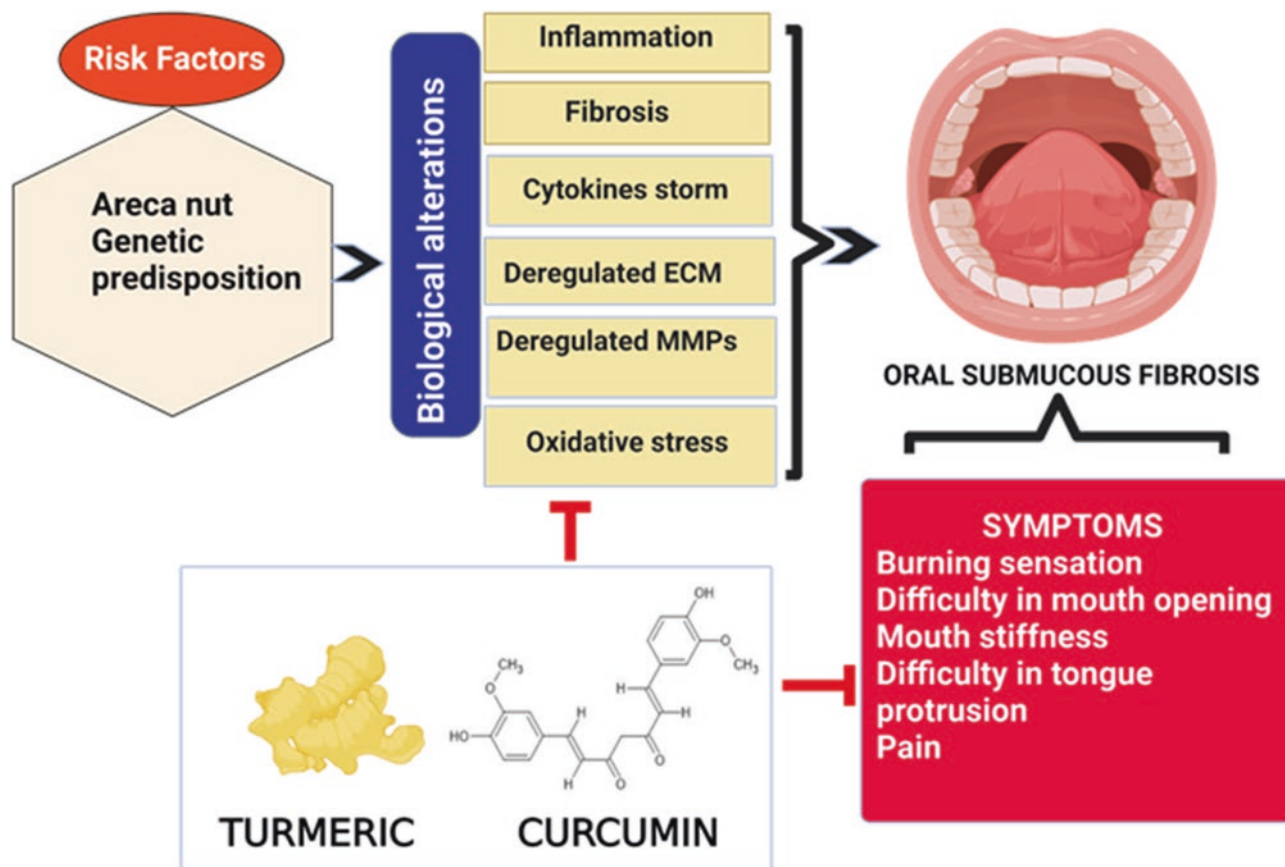 Risk Factors
Areca nut
Genetic
predisposition
Biological alterations
Inflammation
Fibrosis
Cytokines storm
Deregulated ECM
Deregulated MMPs
Oxidative stress
ORAL SUBMUCOUS FIBROSIS
SYMPTOMS
Burning sensation
Difficulty in mouth opening
Mouth stiffness
Difficulty in tongue
protrusion
Pain
OH
O
CH₃
CH₃
O
H
H
H
HO
H
O
O
TURMERIC
CURCUMIN